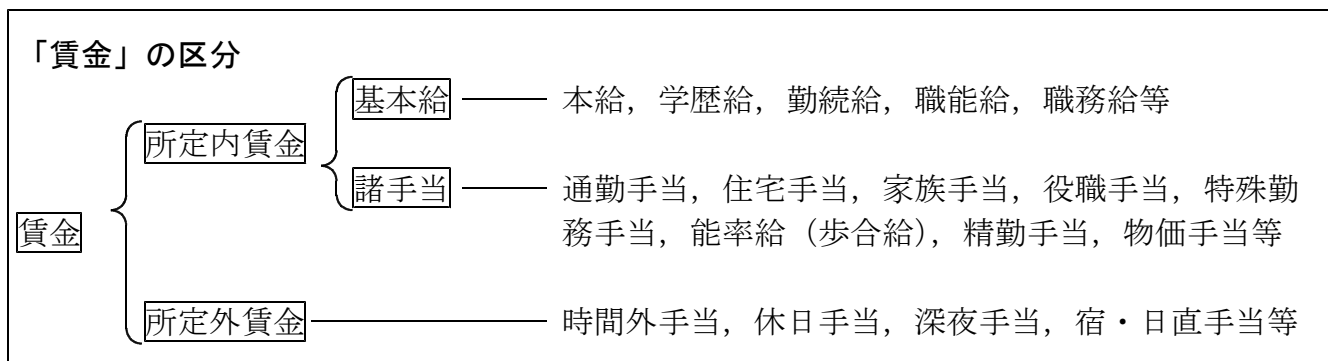 「賃金」の区分
基本給 本給，学歴給，勤続給，職能給，職務給等
所定内賃金
諸手当 通勤手当，住宅手当，家族手当，役職手当，特殊勤
務手当，能率給（歩合給），精勤手当，物価手当等
賃金
所定外賃金 時間外手当，休日手当，深夜手当，宿・日直手当等